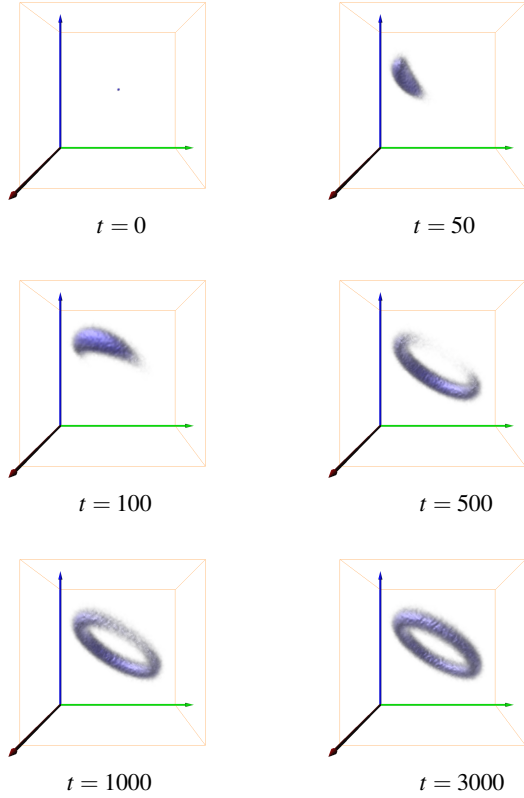 t = 0
t = 50
t = 100
t = 500
t = 1000
t = 3000